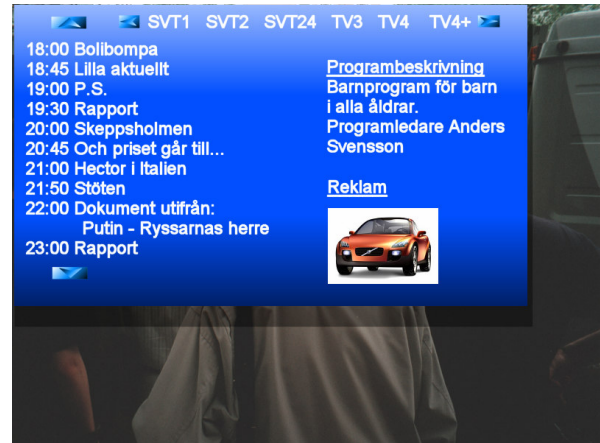 SVT1 SVT2 SVT24 TV3 TV4 TV4+
18:00 Bolibompa
18:45 Lilla aktuellt
19:00 P.S.
19:30 Rapport
20:00 Skeppsholmen
20:45 Och priset går till...
21:00 Hector i Italien
21:50 Stöten
22:00 Dokument utifrån:
Putin - Ryssarnas herre
23:00 Rapport
Programbeskrivning
Barnprogram för barn
i alla åldrar.
Programledare Anders
Svensson
Reklam